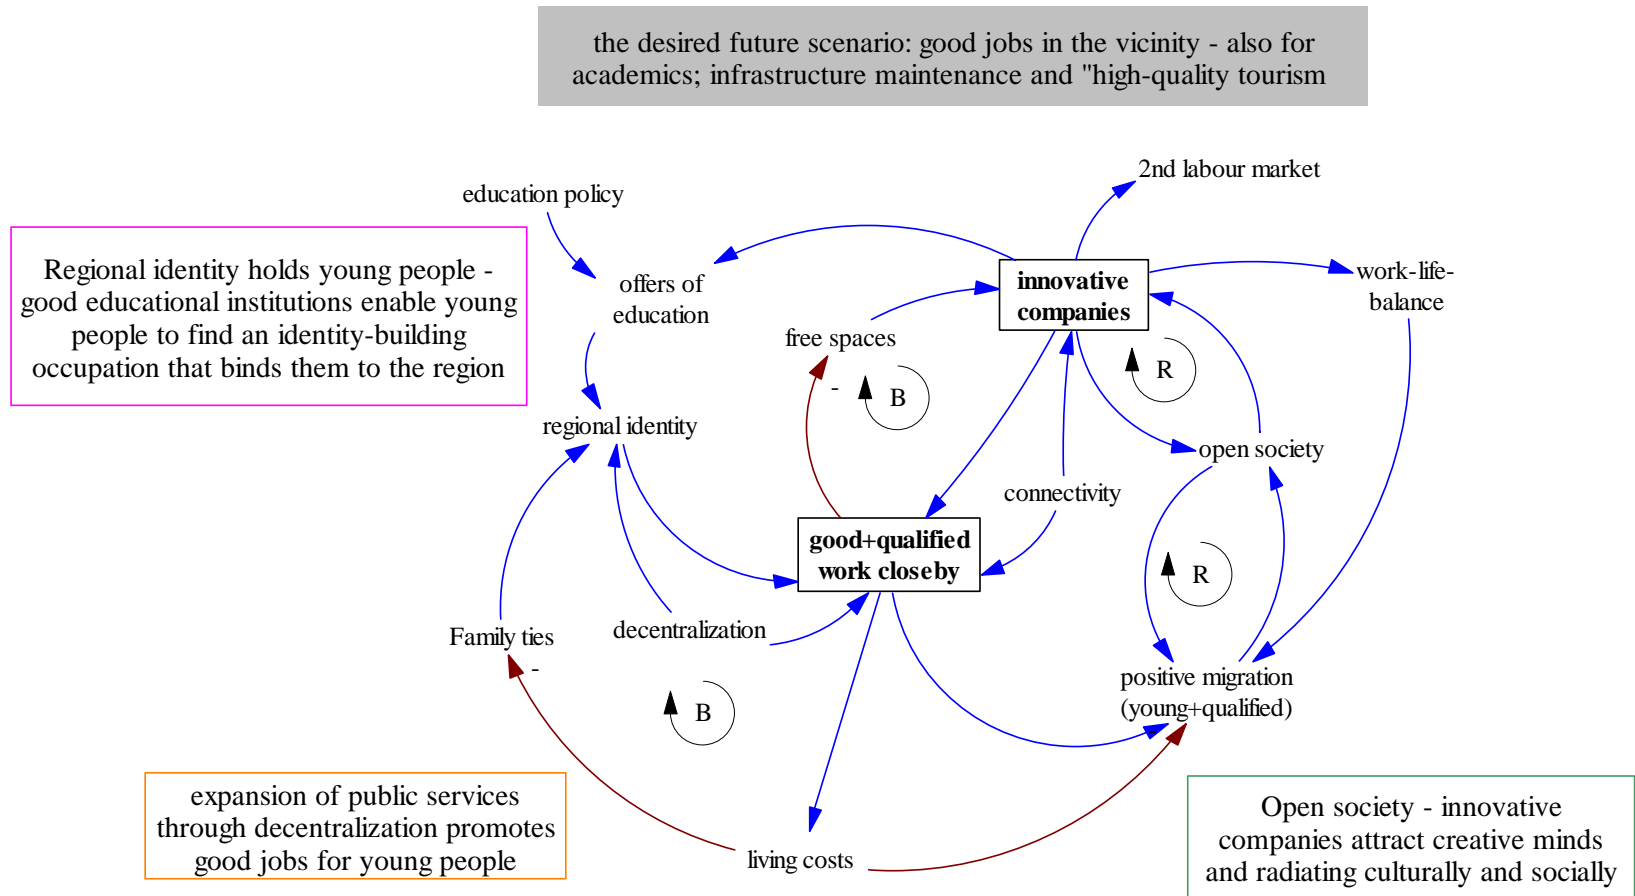 the desired future scenario: good jobs in the vicinity - also for
academics; infrastructure maintenance and "high-quality tourism
2nd labour market
education policy
Regional identity holds young people -
good educational institutions enable young
people to find an identity-building
occupation that binds them to the region
offers of
education
innovative
companies
work-life-
balance
free spaces
-
B
R
regional identity
open society
connectivity
good+qualified
work closeby
R
Family ties
-
decentralization
positive migration
(young+qualified)
-
B
expansion of public services
through decentralization promotes
good jobs for young people
living costs
Open society - innovative
companies attract creative minds
and radiating culturally and socially